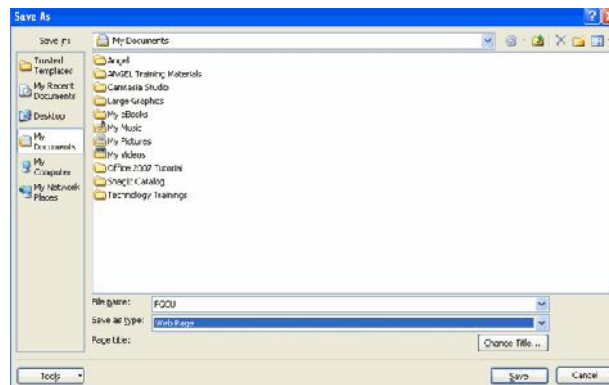 Save As
Save in:
My Documents
Trusted
Templates
My Recent
Documents
Desktop
My
Documents
My
Computer
My Network
Places
Angel
ANGEL Training Materials
Camtasia Studio
Large Graphics
My eBooks
My Music
My Pictures
My Videos
Office 2007 Tutorial
SnagIt Catalog
Technology Trainings
File name:
FGCU
Save as type:
Web Page
Page title:
Change Title...
Tools
Save
Cancel